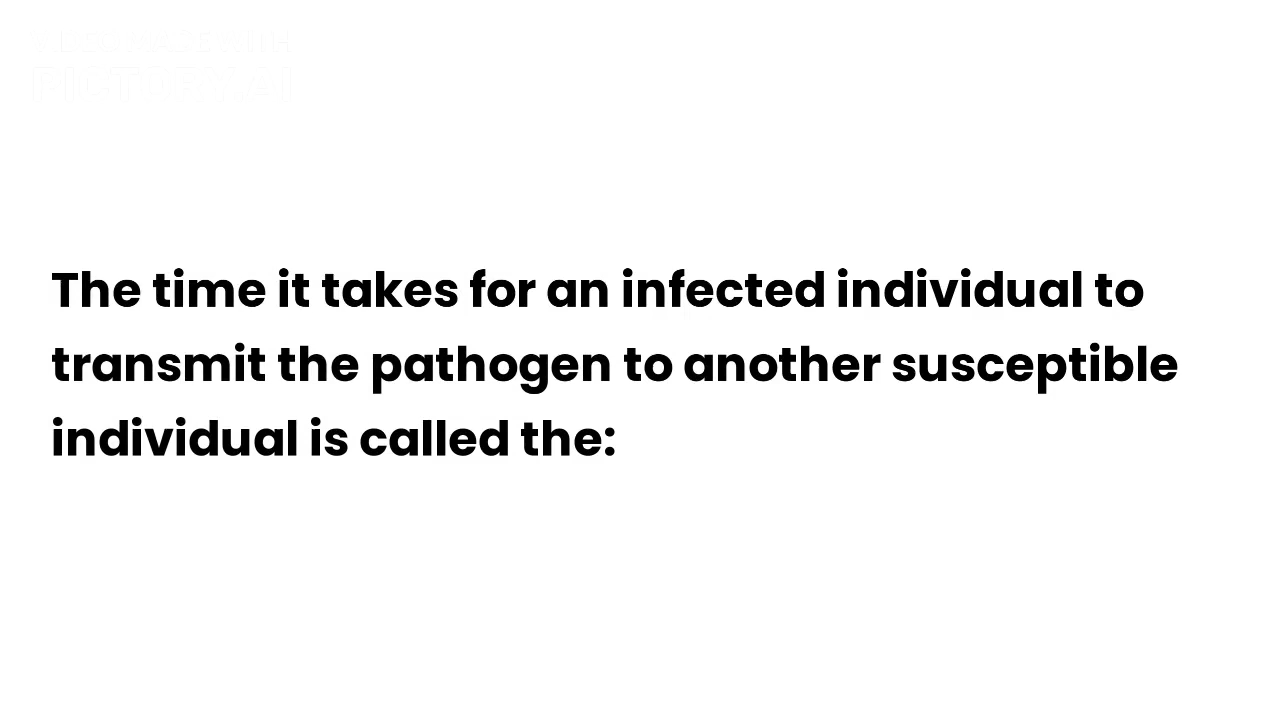 The time it takes for an infected individual to
transmit the pathogen to another susceptible
individual is called the: